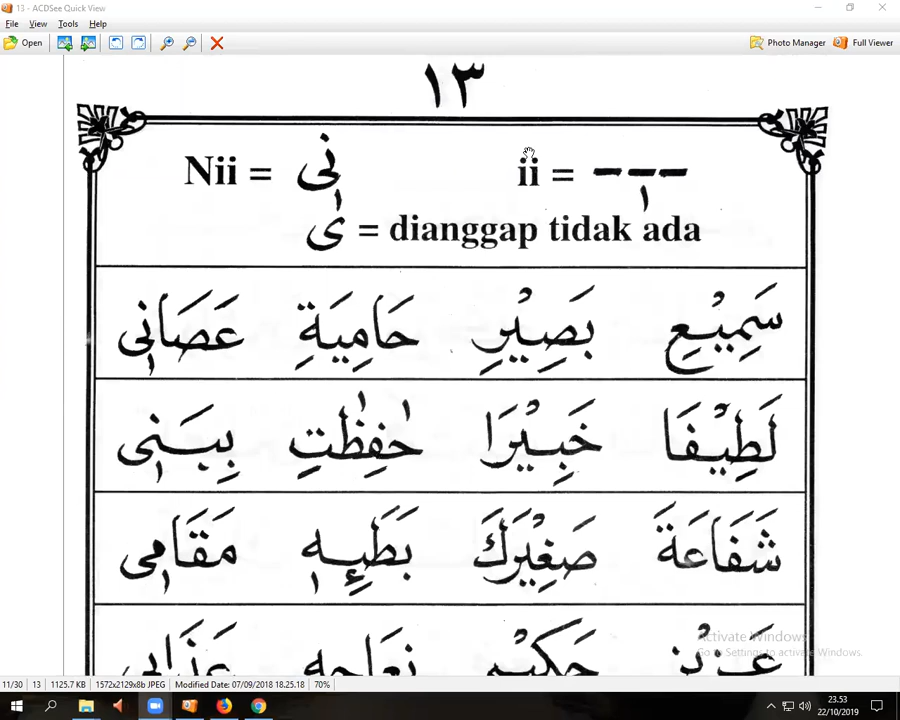 13 - ACDSee Quick View
File View Tools Help
Open Photo Manager Full Viewer
١٣
Nii = نٖى ii = ---ٖ
ى = dianggap tidak ada
سَمِيْعِ بَصِيْرِ حَامِيَةِ عَصَانٖى
لَطِيْفَا خَبِيْرَا حٰفِظٰتِ بِبَنٖى
شَفَاعَةَ صَغِيْرَكَ بَطَيِٕهٖ مَقَامٖى
عَزِيْزِ حَكِيْمِ
Activate Windows
Go to Settings to activate Windows.
11/30 13 1125.7 KB 1572x2129x8b JPEG Modified Date: 07/09/2018 18.25.18 70%
23.53
22/10/2019